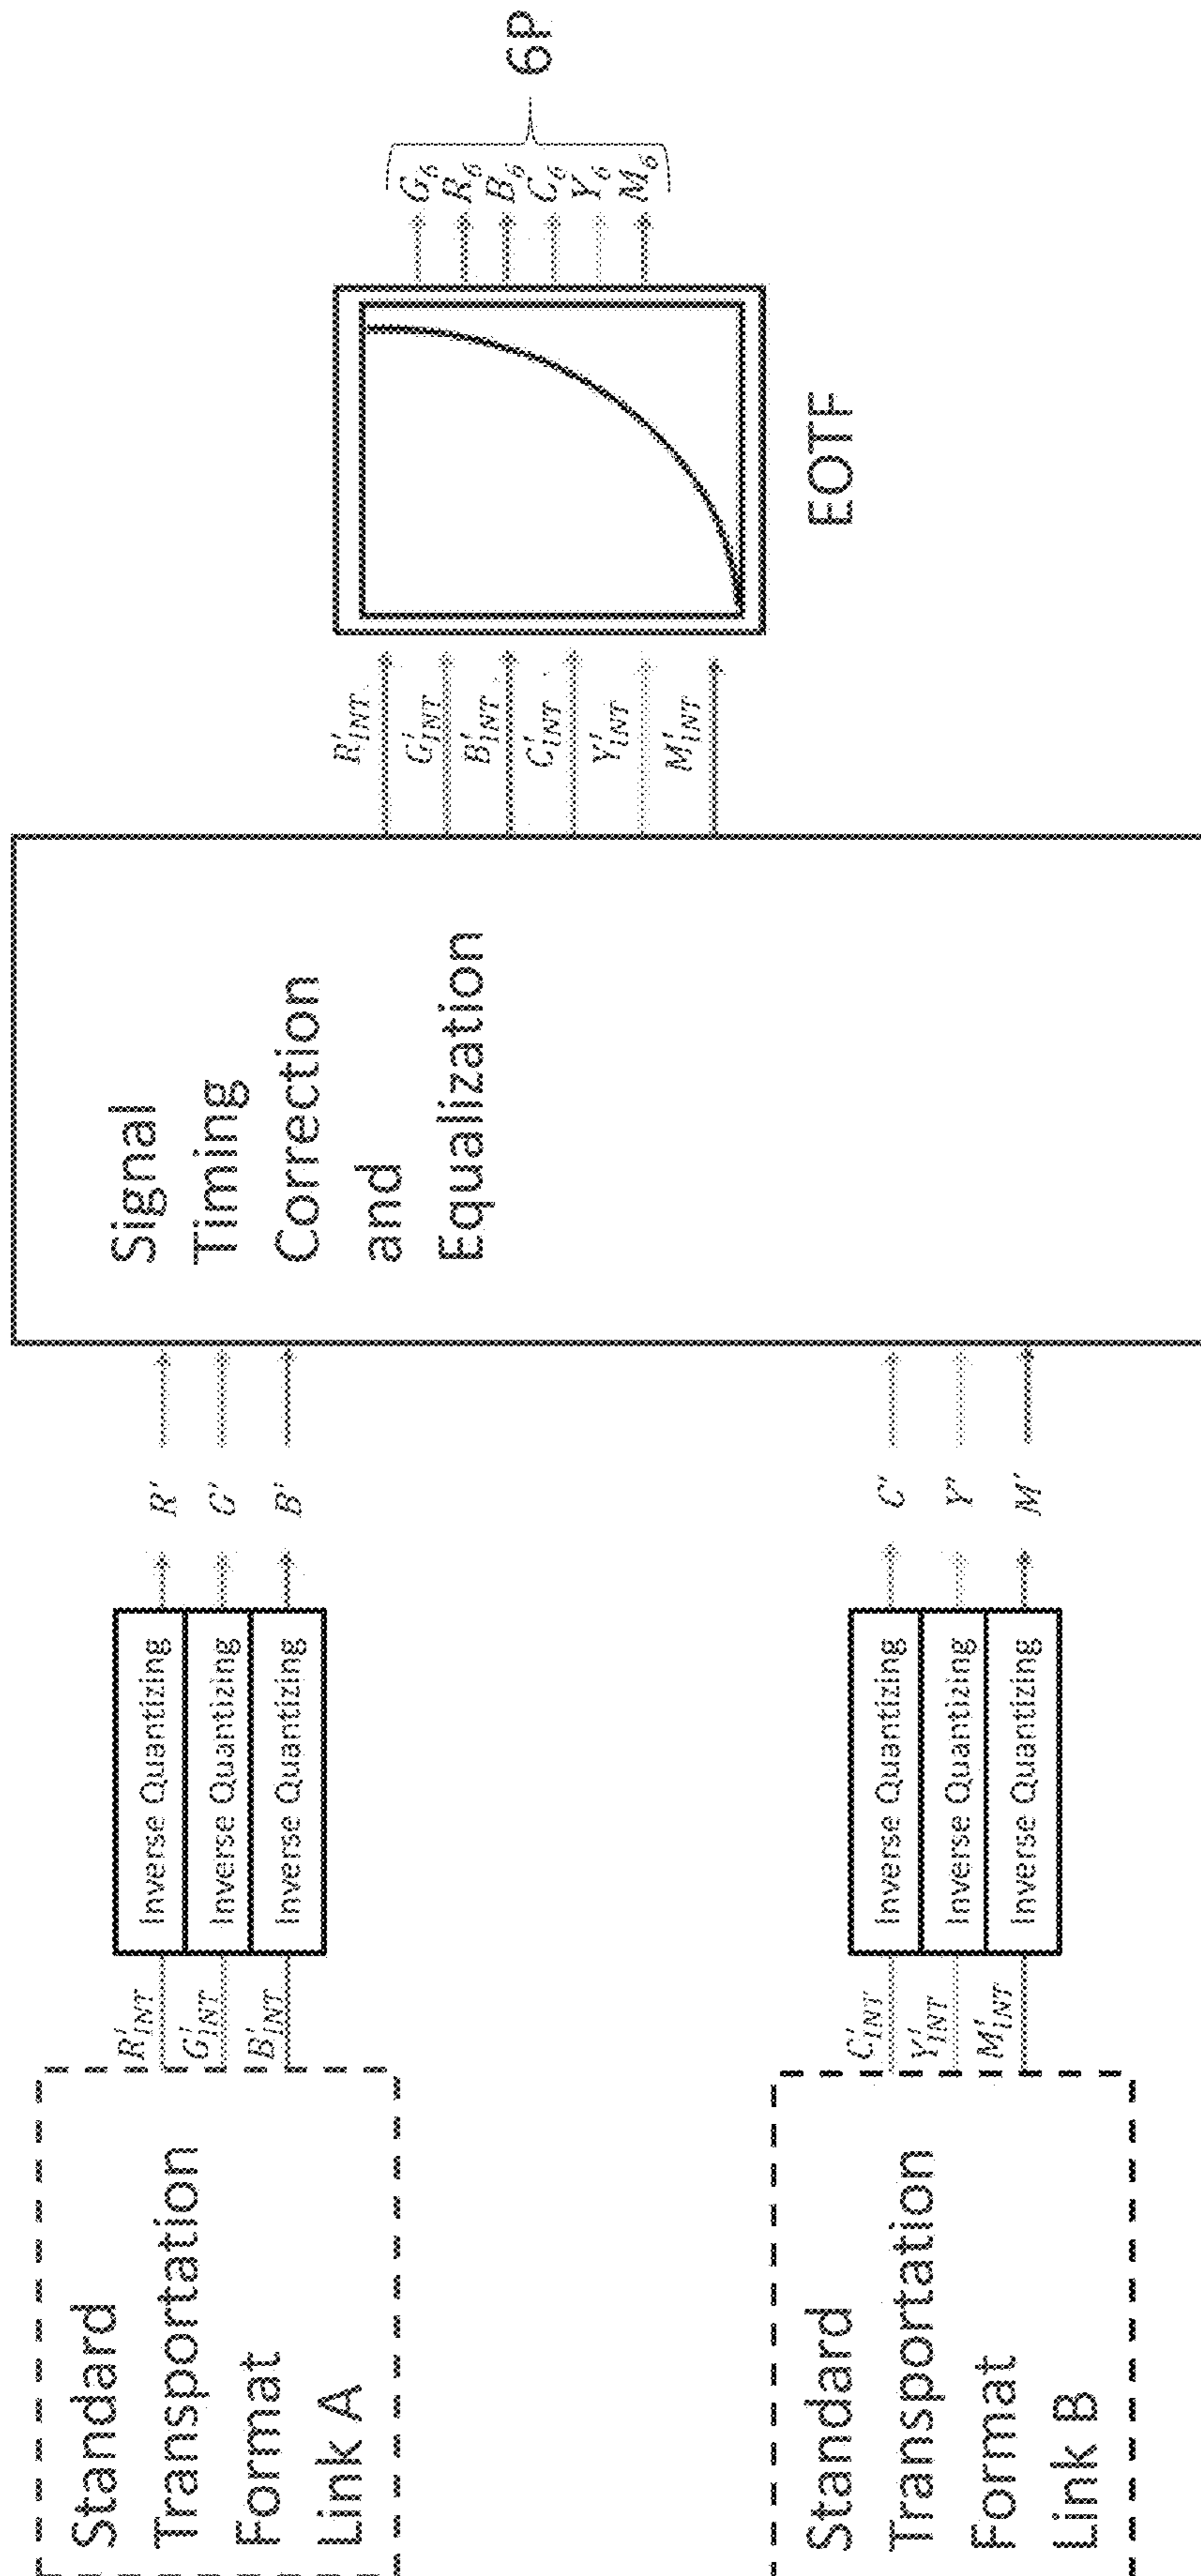 Standard
Transportation
Format
Link A
R'INT
G'INT
B'INT
Inverse Quantizing
Inverse Quantizing
Inverse Quantizing
R'
G'
B'
Standard
Transportation
Format
Link B
C'INT
Y'INT
M'INT
Inverse Quantizing
Inverse Quantizing
Inverse Quantizing
C'
Y'
M'
Signal
Timing
Correction
and
Equalization
R'INT
G'INT
B'INT
C'INT
Y'INT
M'INT
EOTF
G6
R6
B6
C6
Y6
M6
6P